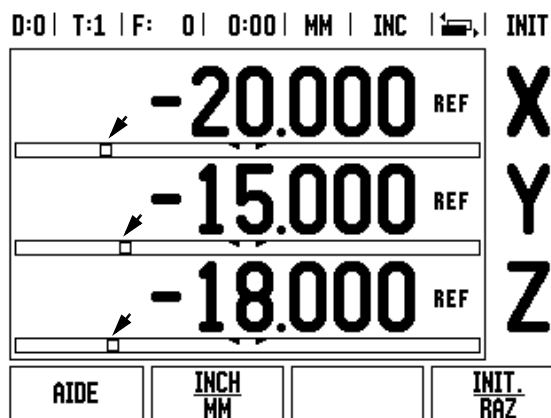 D:0 | T:1 | F: 0 | 0:00 | MM | INC | | INIT
-20.000 REF X
-15.000 REF Y
-18.000 REF Z
AIDE INCH MM INIT. RAZ